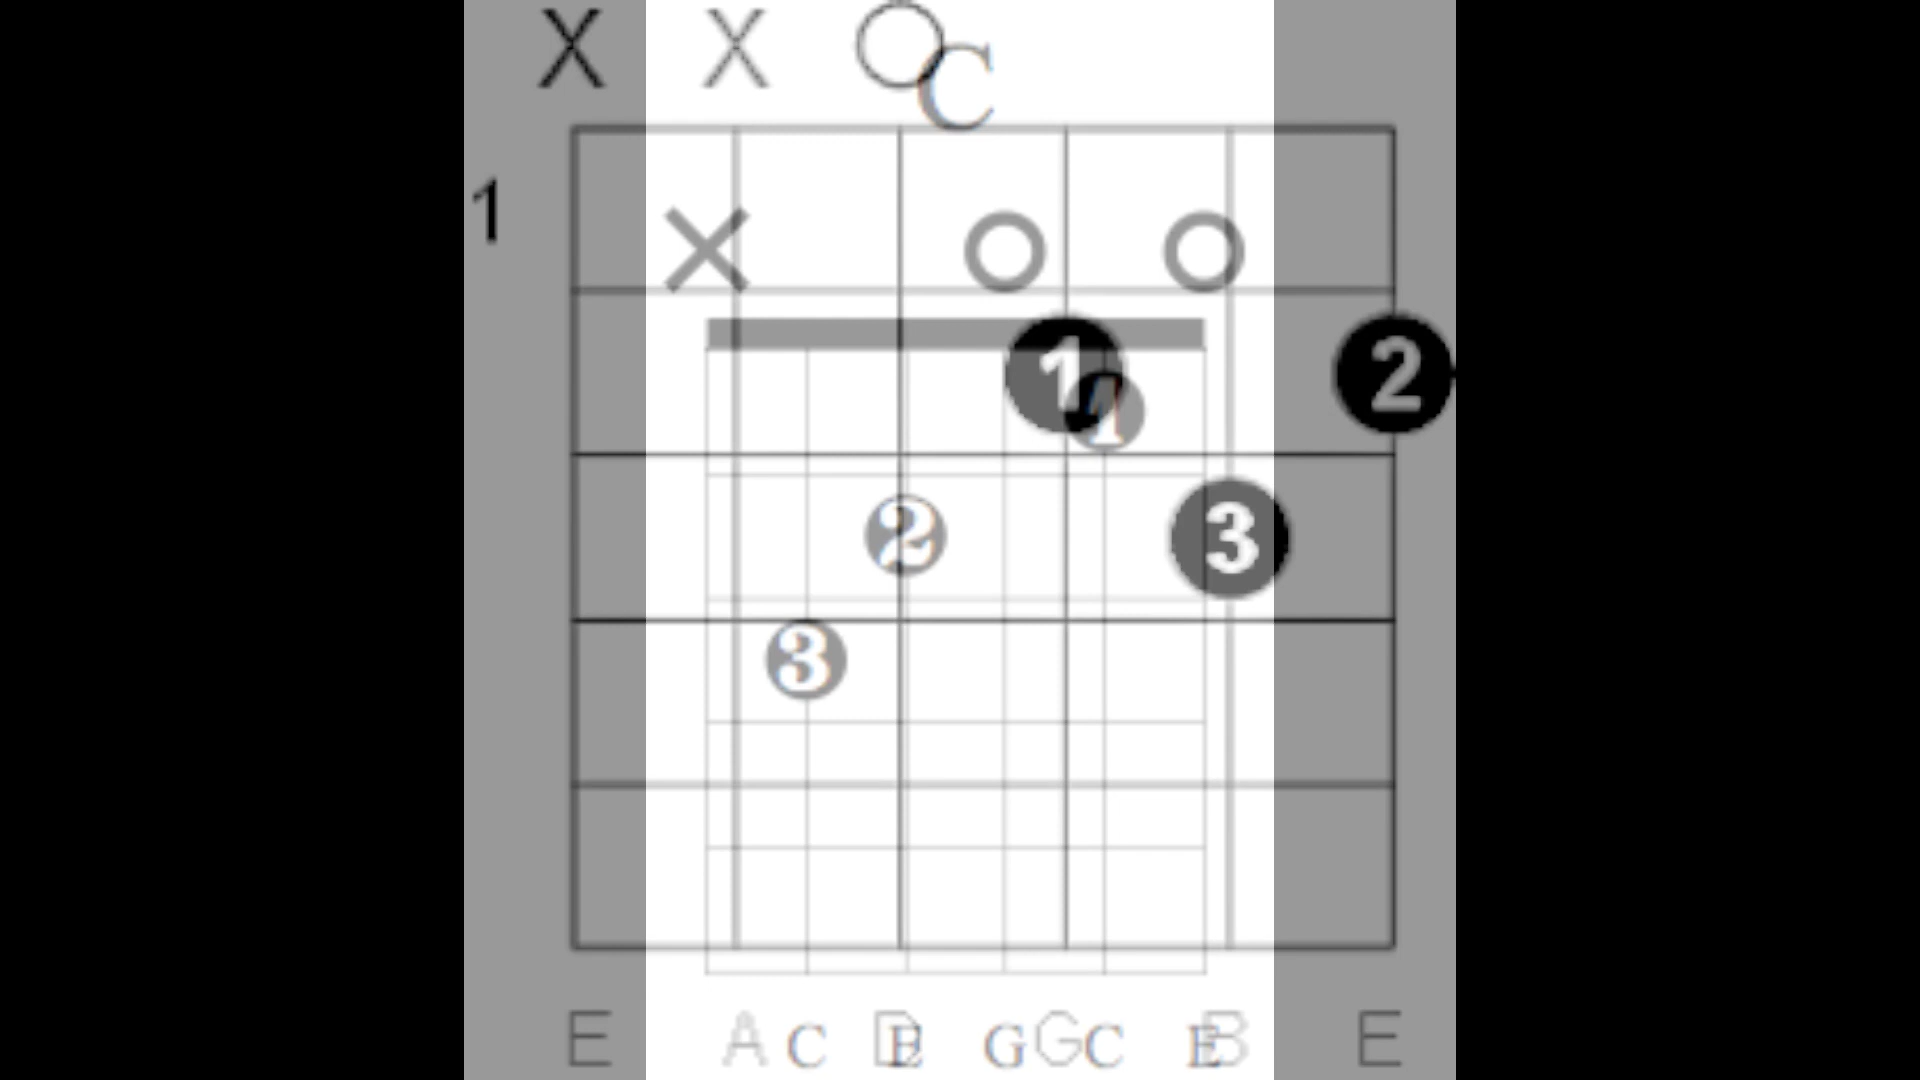 X X O
C
1
X O O
1 2
1
2 3
3
E A D G B E
C E G C E